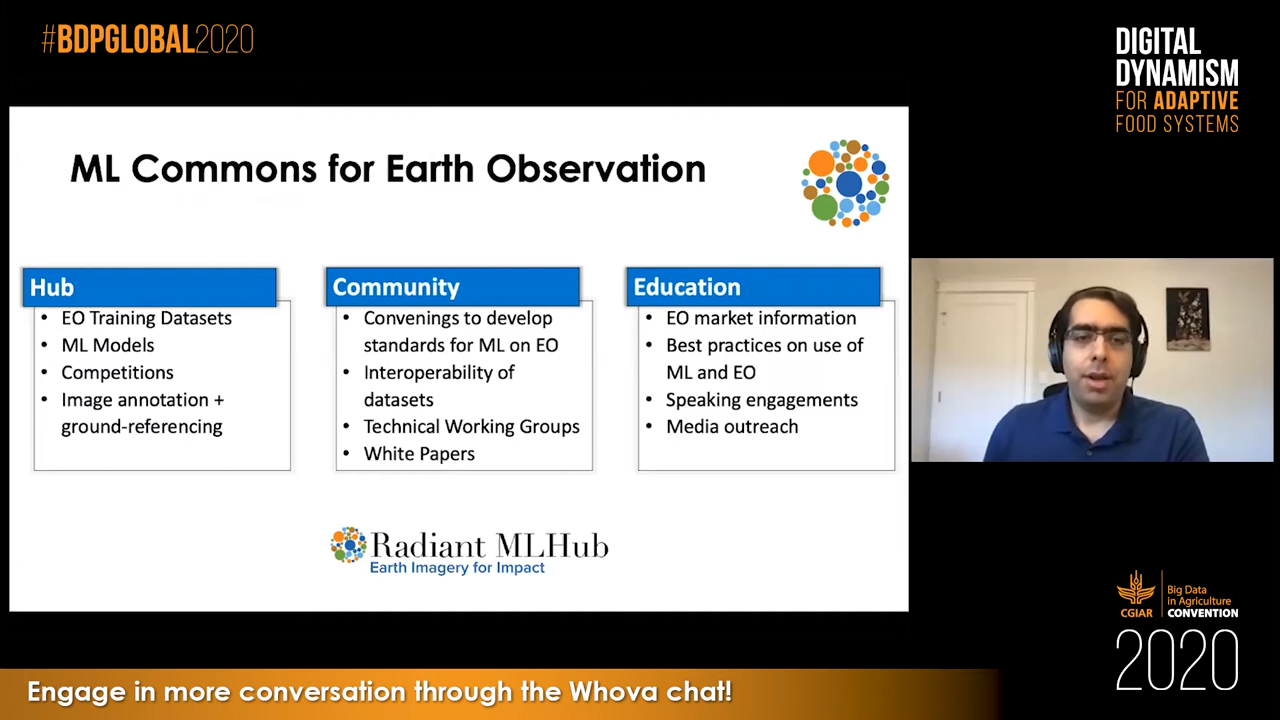 #BDPGLOBAL2020
DIGITAL
DYNAMISM
FOR ADAPTIVE
FOOD SYSTEMS
ML Commons for Earth Observation
Hub
• EO Training Datasets
• ML Models
• Competitions
• Image annotation +
ground-referencing
Community
• Convenings to develop
standards for ML on EO
• Interoperability of
datasets
• Technical Working Groups
• White Papers
Education
• EO market information
• Best practices on use of
ML and EO
• Speaking engagements
• Media outreach
Radiant MLHub
Earth Imagery for Impact
CGIAR
Big Data
in Agriculture
CONVENTION
2020
Engage in more conversation through the Whova chat!